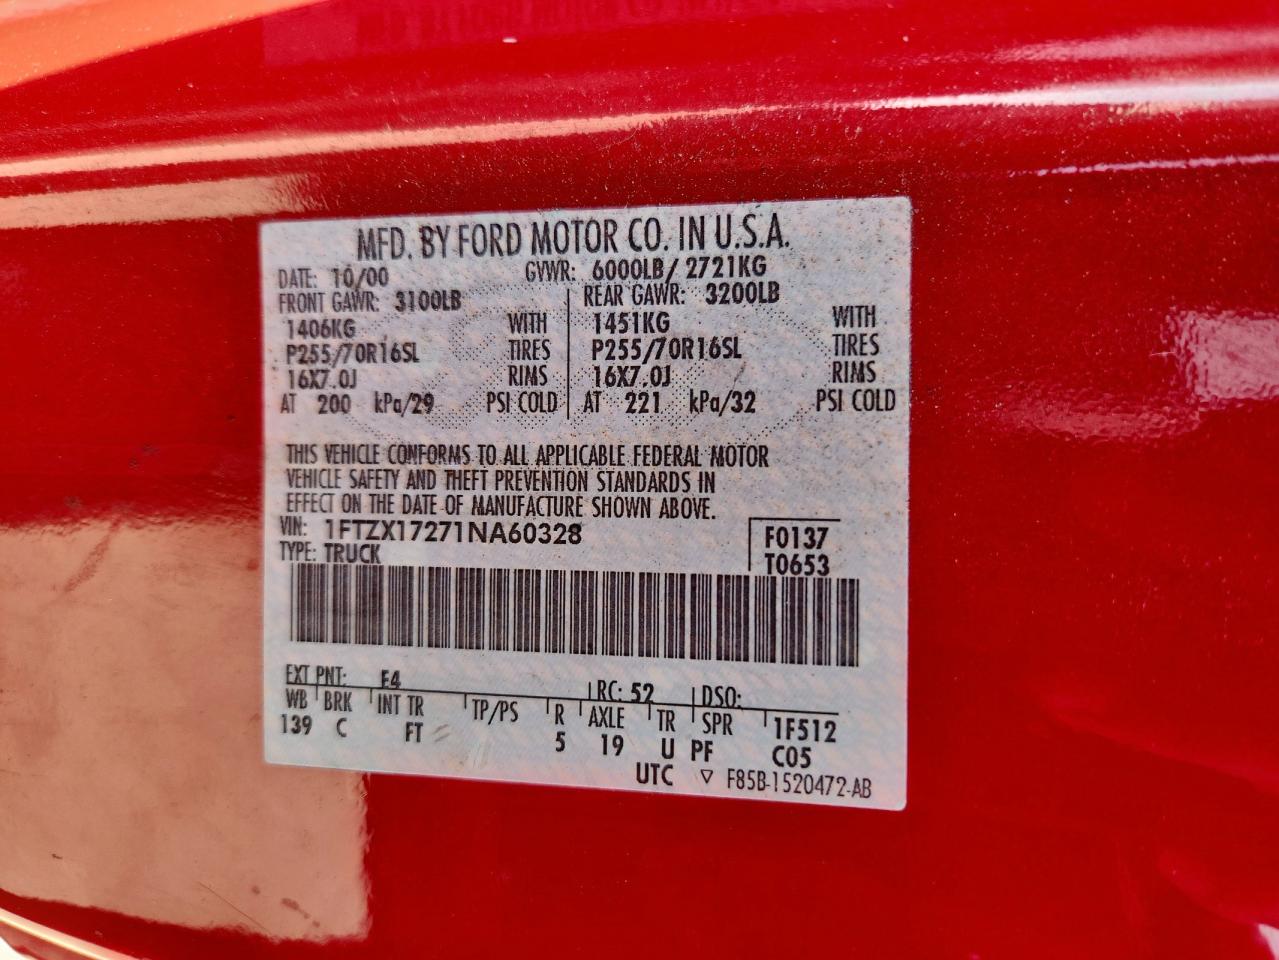 MFD. BY FORD MOTOR CO. IN U.S.A.
DATE: 10/00 GVWR: 6000LB/ 2721KG
FRONT GAWR: 3100LB REAR GAWR: 3200LB
1406KG WITH 1451KG WITH
P255/70R16SL TIRES P255/70R16SL TIRES
16X7.0J RIMS 16X7.0J RIMS
AT 200 kPa/29 PSI COLD AT 221 kPa/32 PSI COLD
THIS VEHICLE CONFORMS TO ALL APPLICABLE FEDERAL MOTOR
VEHICLE SAFETY AND THEFT PREVENTION STANDARDS IN
EFFECT ON THE DATE OF MANUFACTURE SHOWN ABOVE.
VIN: 1FTZX17271NA60328 F0137
TYPE: TRUCK T0653
EXT PNT: E4 RC: 52 DSO:
WB BRK INT TR TP/PS R AXLE TR SPR 1F512
139 C FT 5 19 U PF C05
UTC ▽ F85B-1520472-AB